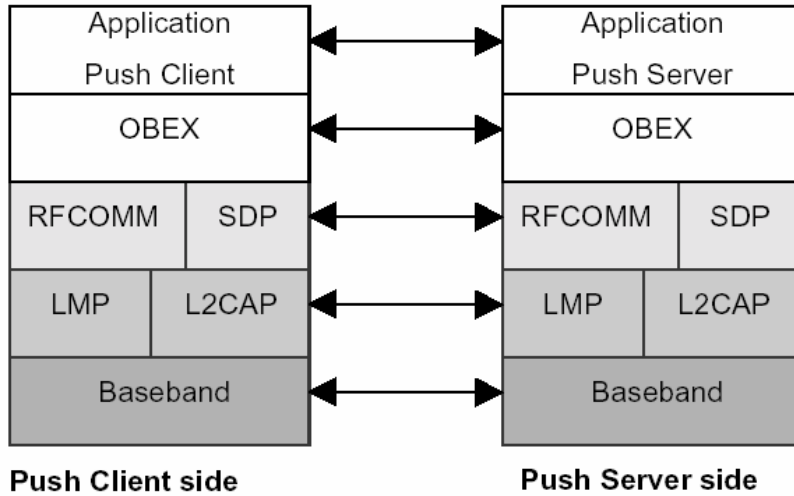 Application
Push Client
OBEX
RFCOMM SDP
LMP L2CAP
Baseband
Push Client side
Application
Push Server
OBEX
RFCOMM SDP
LMP L2CAP
Baseband
Push Server side